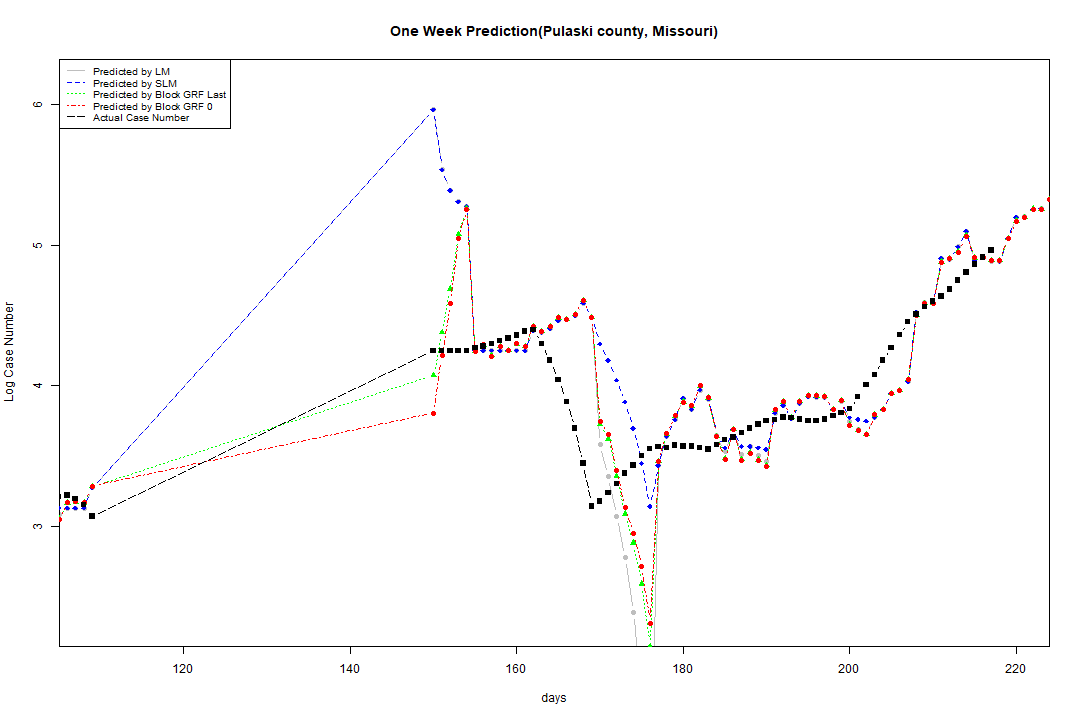 One Week Prediction(Pulaski county, Missouri)
Predicted by LM
Predicted by SLM
Predicted by Block GRF Last
Predicted by Block GRF 0
Actual Case Number
6
5
4
3
Log Case Number
120 140 160 180 200 220
days